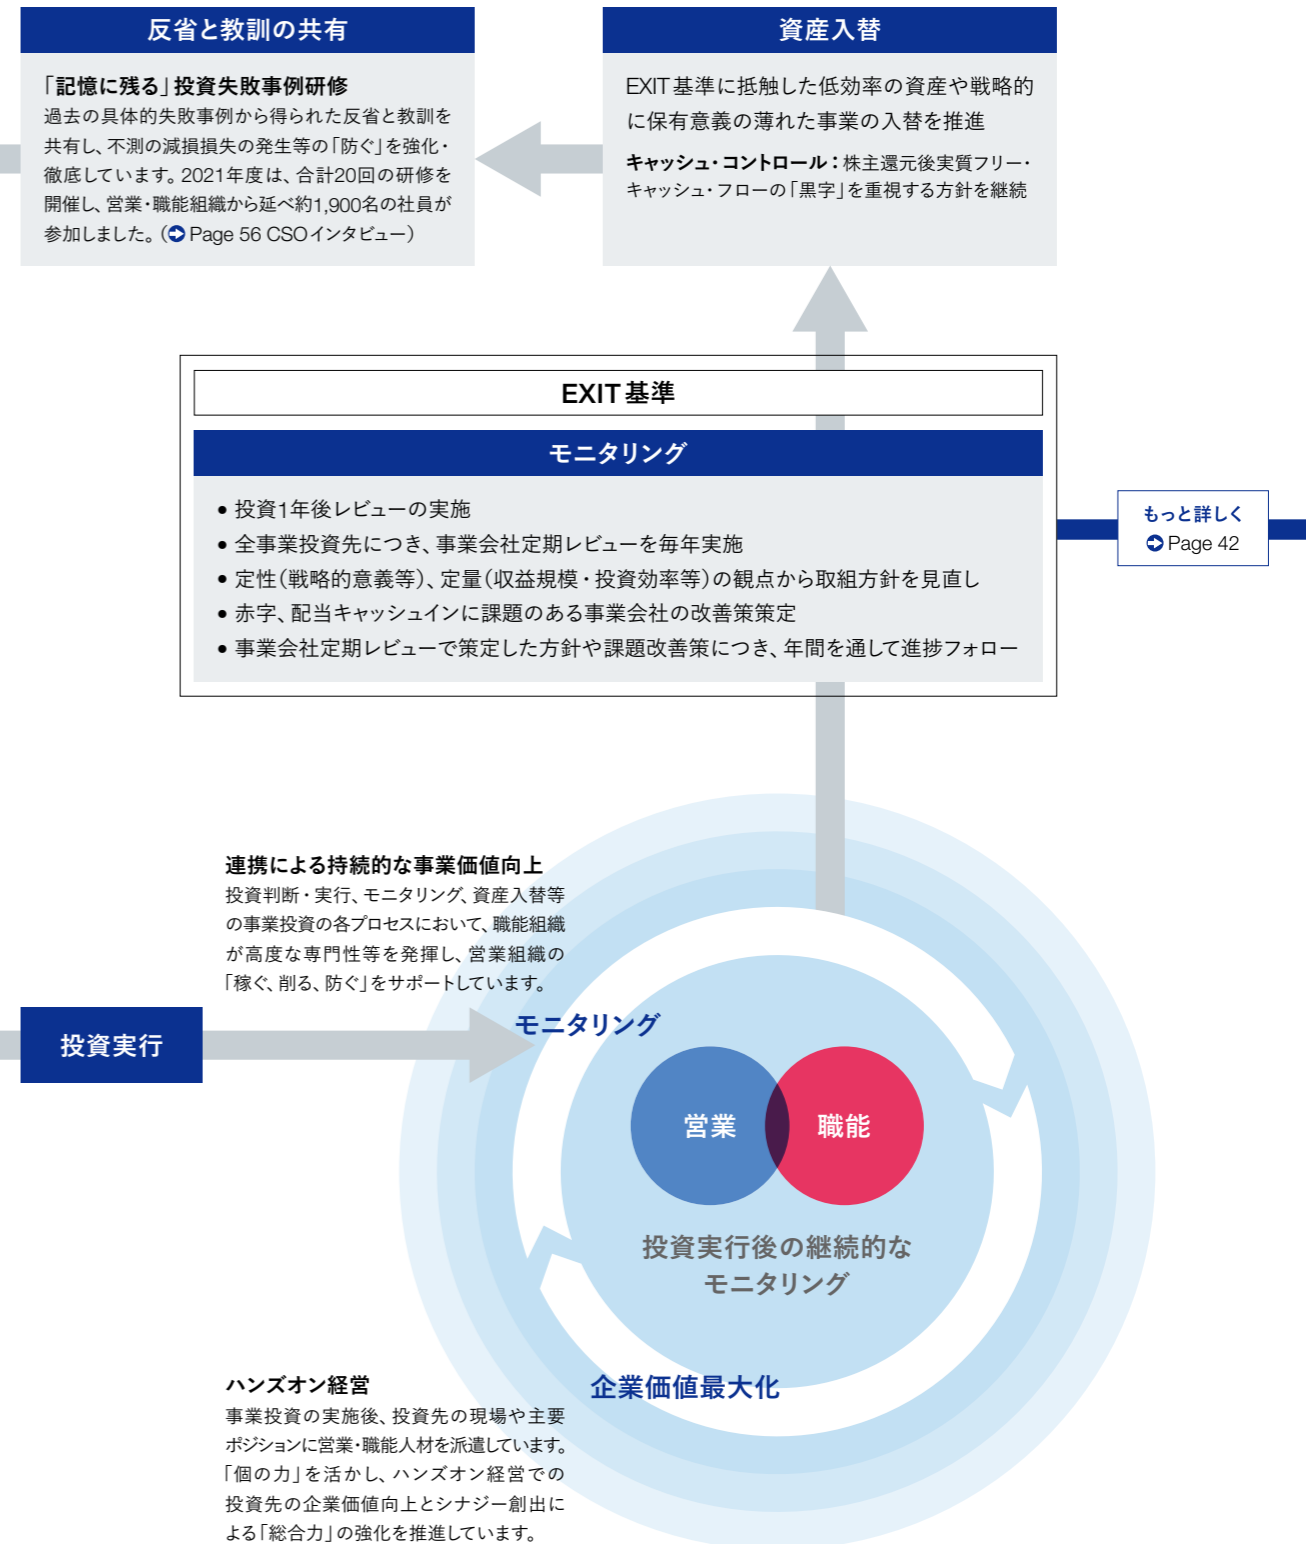 反省と教訓の共有
「記憶に残る」投資失敗事例研修
過去の具体的失敗事例から得られた反省と教訓を
共有し、不測の減損損失の発生等の「防ぐ」を強化・
徹底しています。2021年度は、合計20回の研修を
開催し、営業・職能組織から延べ約1,900名の社員が
参加しました。（➲ Page 56 CSOインタビュー）
資産入替
EXIT基準に抵触した低効率の資産や戦略的
に保有意義の薄れた事業の入替を推進
キャッシュ・コントロール：株主還元後実質フリー・
キャッシュ・フローの「黒字」を重視する方針を継続
EXIT基準
モニタリング
• 投資1年後レビューの実施
• 全事業投資先につき、事業会社定期レビューを毎年実施
• 定性（戦略的意義等）、定量（収益規模・投資効率等）の観点から取組方針を見直し
• 赤字、配当キャッシュインに課題のある事業会社の改善策策定
• 事業会社定期レビューで策定した方針や課題改善策につき、年間を通して進捗フォロー
もっと詳しく
➲ Page 42
連携による持続的な事業価値向上
投資判断・実行、モニタリング、資産入替等
の事業投資の各プロセスにおいて、職能組織
が高度な専門性等を発揮し、営業組織の
「稼ぐ、削る、防ぐ」をサポートしています。
投資実行
モニタリング
営業
職能
投資実行後の継続的な
モニタリング
企業価値最大化
ハンズオン経営
事業投資の実施後、投資先の現場や主要
ポジションに営業・職能人材を派遣しています。
「個の力」を活かし、ハンズオン経営での
投資先の企業価値向上とシナジー創出に
よる「総合力」の強化を推進しています。